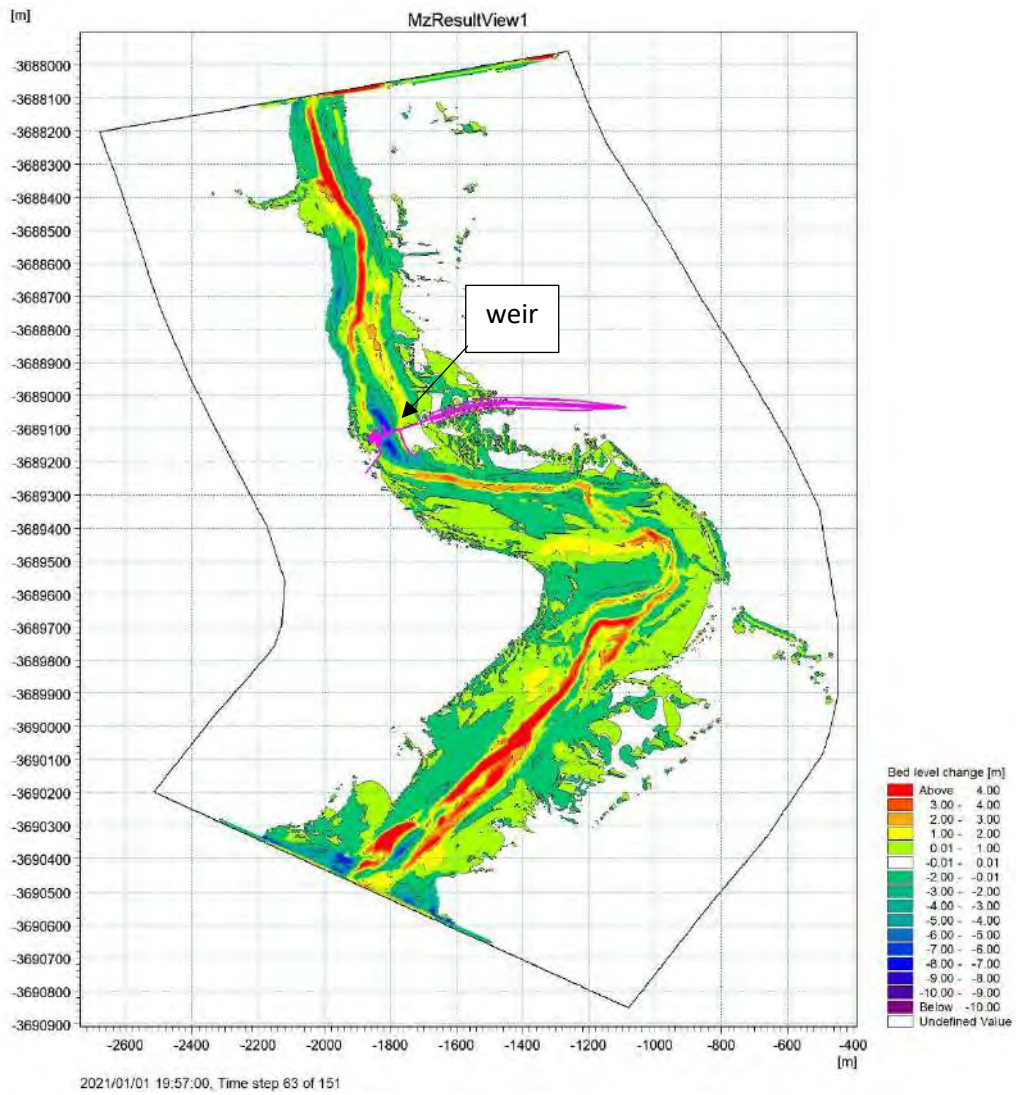 [m]
MzResultView1
-3688000
-3688100
-3688200
-3688300
-3688400
-3688500
-3688600
-3688700
-3688800
-3688900
-3689000
-3689100
-3689200
-3689300
-3689400
-3689500
-3689600
-3689700
-3689800
-3689900
-3690000
-3690100
-3690200
-3690300
-3690400
-3690500
-3690600
-3690700
-3690800
-3690900
weir
Bed level change [m]
Above 4.00
3.00 - 4.00
2.00 - 3.00
1.00 - 2.00
0.01 - 1.00
-0.01 - 0.01
-2.00 - -0.01
-3.00 - -2.00
-4.00 - -3.00
-5.00 - -4.00
-6.00 - -5.00
-7.00 - -6.00
-8.00 - -7.00
-9.00 - -8.00
-10.00 - -9.00
Below -10.00
Undefined Value
-2600 -2400 -2200 -2000 -1800 -1600 -1400 -1200 -1000 -800 -600 -400
[m]
2021/01/01 19:57:00, Time step 63 of 151